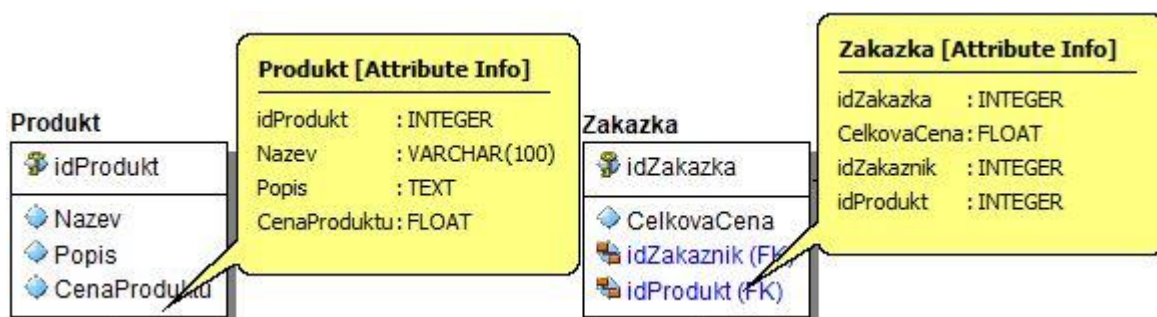 Produkt
idProdukt
Nazev
Popis
CenaProduktu
Produkt [Attribute Info]
idProdukt : INTEGER
Nazev : VARCHAR(100)
Popis : TEXT
CenaProduktu : FLOAT
Zakazka
idZakazka
CelkovaCena
idZakaznik (FK)
idProdukt (FK)
Zakazka [Attribute Info]
idZakazka : INTEGER
CelkovaCena : FLOAT
idZakaznik : INTEGER
idProdukt : INTEGER